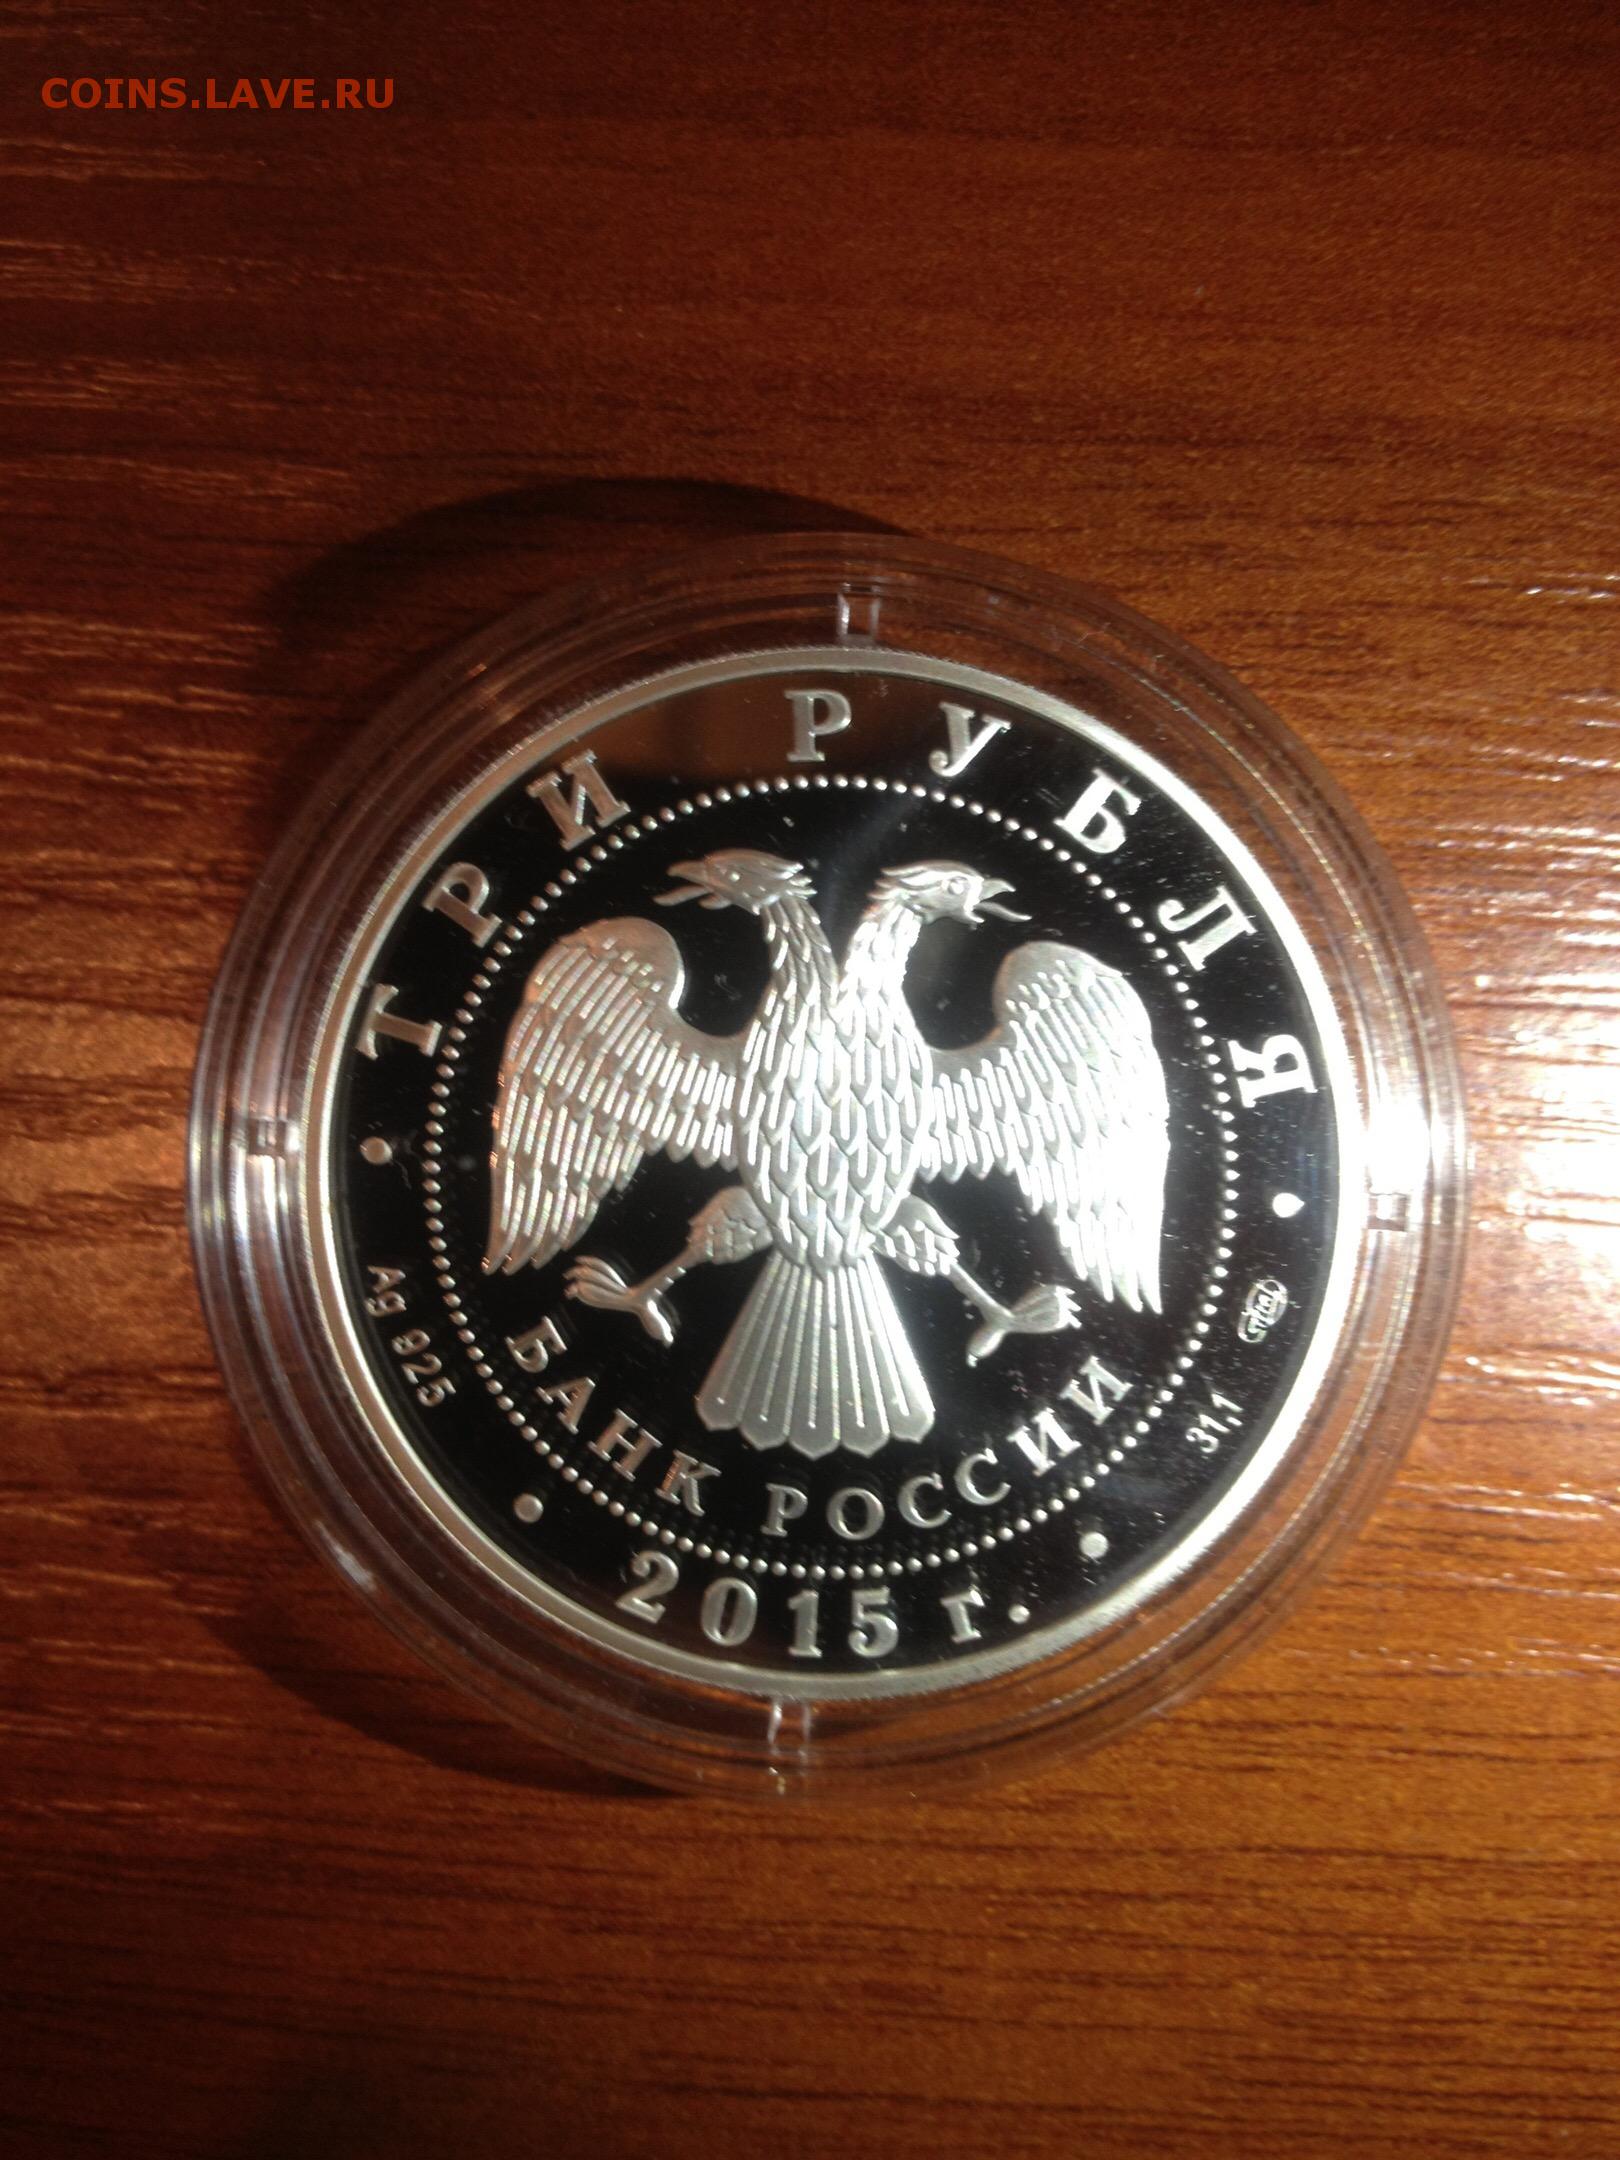 COINS.LAVE.RU
ТРИ РУБЛЯ
Ag 925
БАНК РОССИИ
31,1
2015 г.